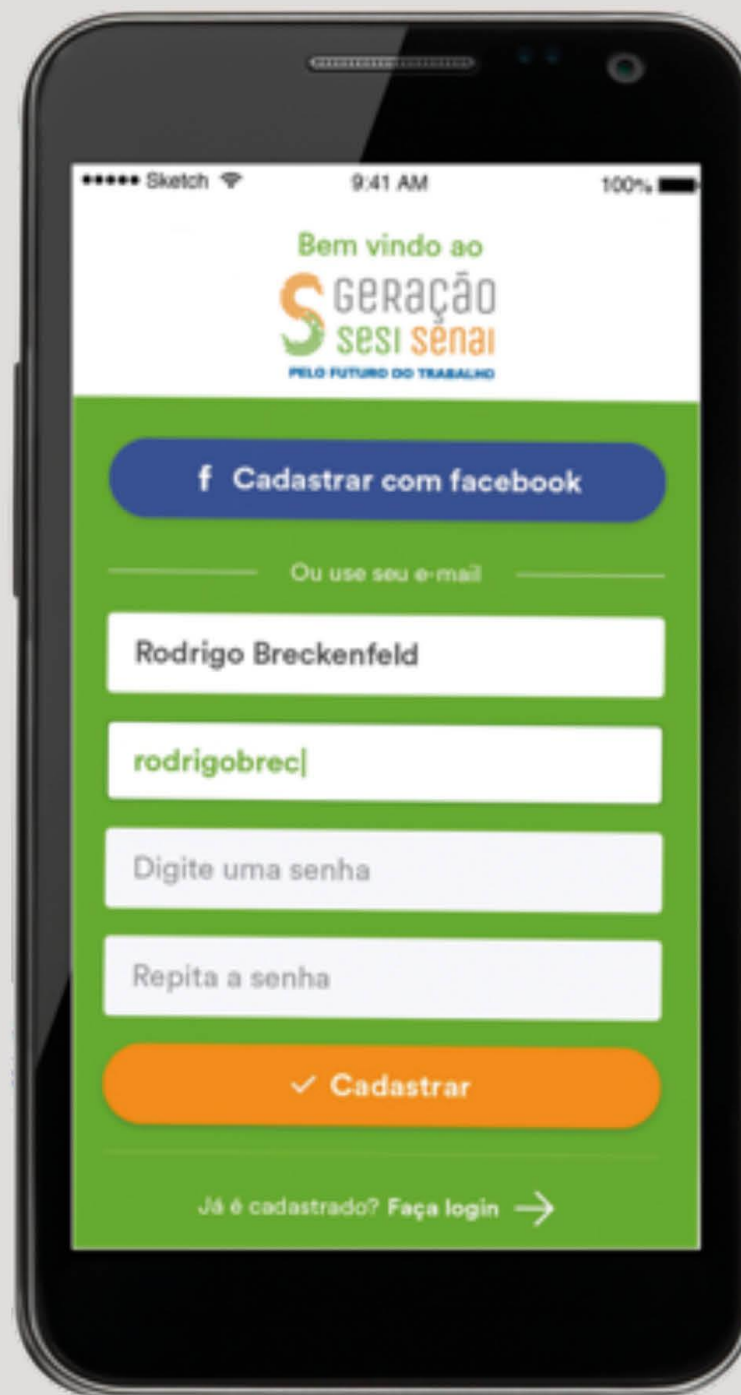 Sketch 9:41 AM 100%
Bem vindo ao
S GERAÇÃO
sesi senai
PELO FUTURO DO TRABALHO
f Cadastrar com facebook
Ou use seu e-mail
Rodrigo Breckenfeld
rodrigobrec
Digite uma senha
Repita a senha
✓ Cadastrar
Já é cadastrado? Faça login →